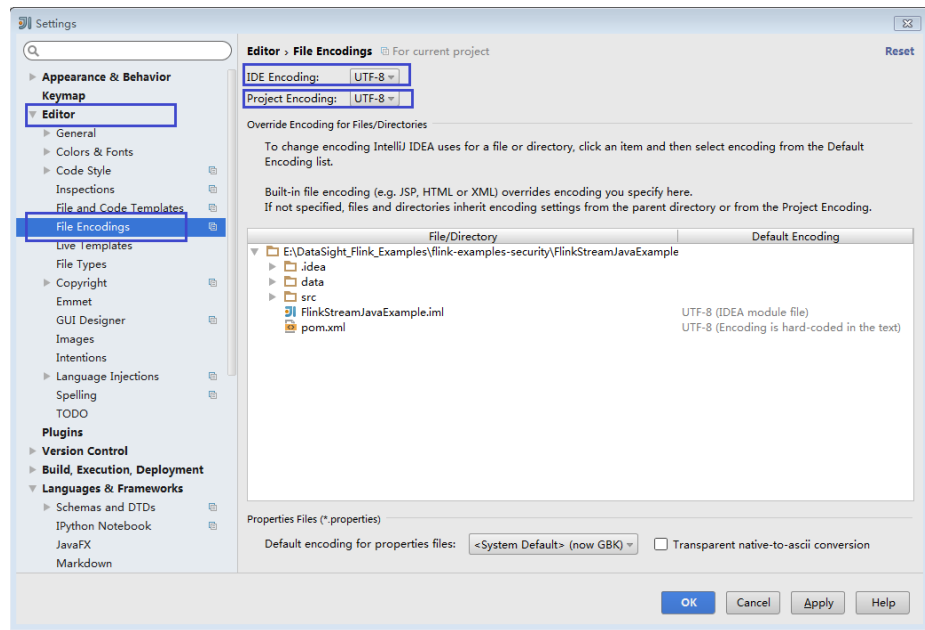 Settings
Editor › File Encodings For current project Reset
Appearance & Behavior
Keymap
Editor
General
Colors & Fonts
Code Style
Inspections
File and Code Templates
File Encodings
Live Templates
File Types
Copyright
Emmet
GUI Designer
Images
Intentions
Language Injections
Spelling
TODO
Plugins
Version Control
Build, Execution, Deployment
Languages & Frameworks
Schemas and DTDs
IPython Notebook
JavaFX
Markdown
IDE Encoding: UTF-8
Project Encoding: UTF-8
Override Encoding for Files/Directories
To change encoding IntelliJ IDEA uses for a file or directory, click an item and then select encoding from the Default
Encoding list.
Built-in file encoding (e.g. JSP, HTML or XML) overrides encoding you specify here.
If not specified, files and directories inherit encoding settings from the parent directory or from the Project Encoding.
File/Directory Default Encoding
E:\DataSight_Flink_Examples\flink-examples-security\FlinkStreamJavaExample
.idea
data
src
FlinkStreamJavaExample.iml UTF-8 (IDEA module file)
pom.xml UTF-8 (Encoding is hard-coded in the text)
Properties Files (*.properties)
Default encoding for properties files: <System Default> (now GBK) Transparent native-to-ascii conversion
OK Cancel Apply Help